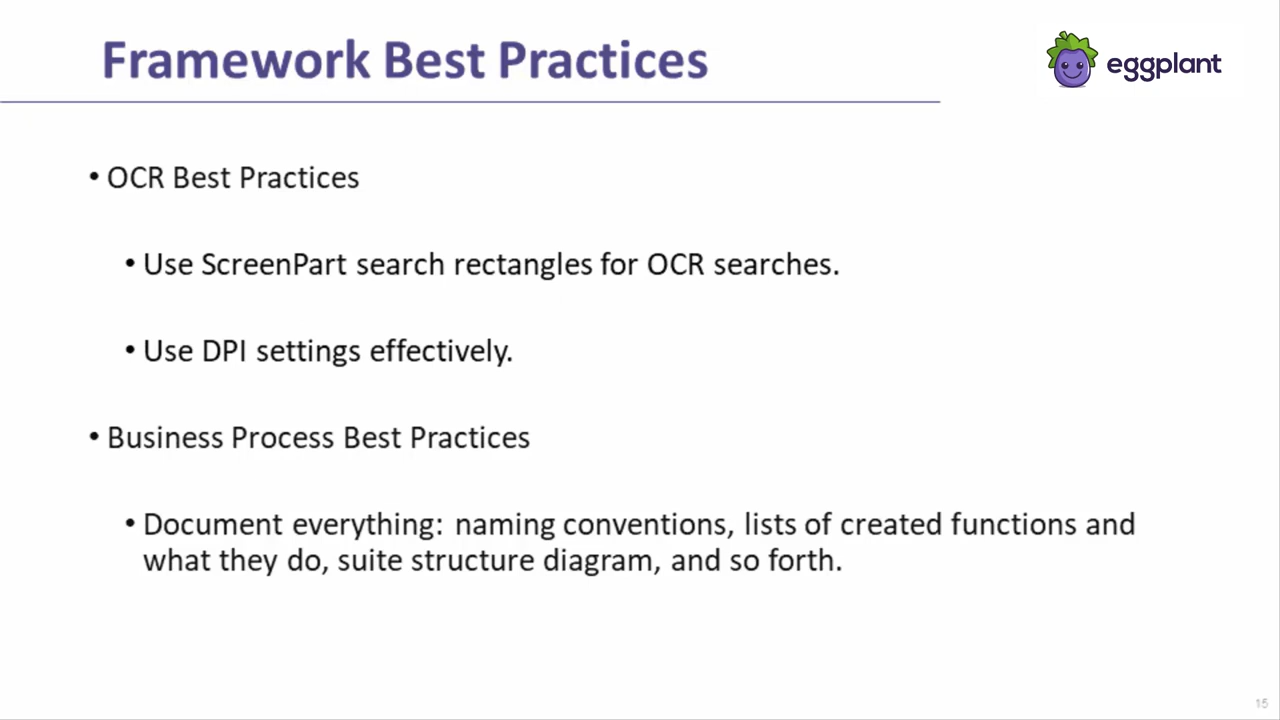 Framework Best Practices
eggplant
• OCR Best Practices
• Use ScreenPart search rectangles for OCR searches.
• Use DPI settings effectively.
• Business Process Best Practices
• Document everything: naming conventions, lists of created functions and
what they do, suite structure diagram, and so forth.
15